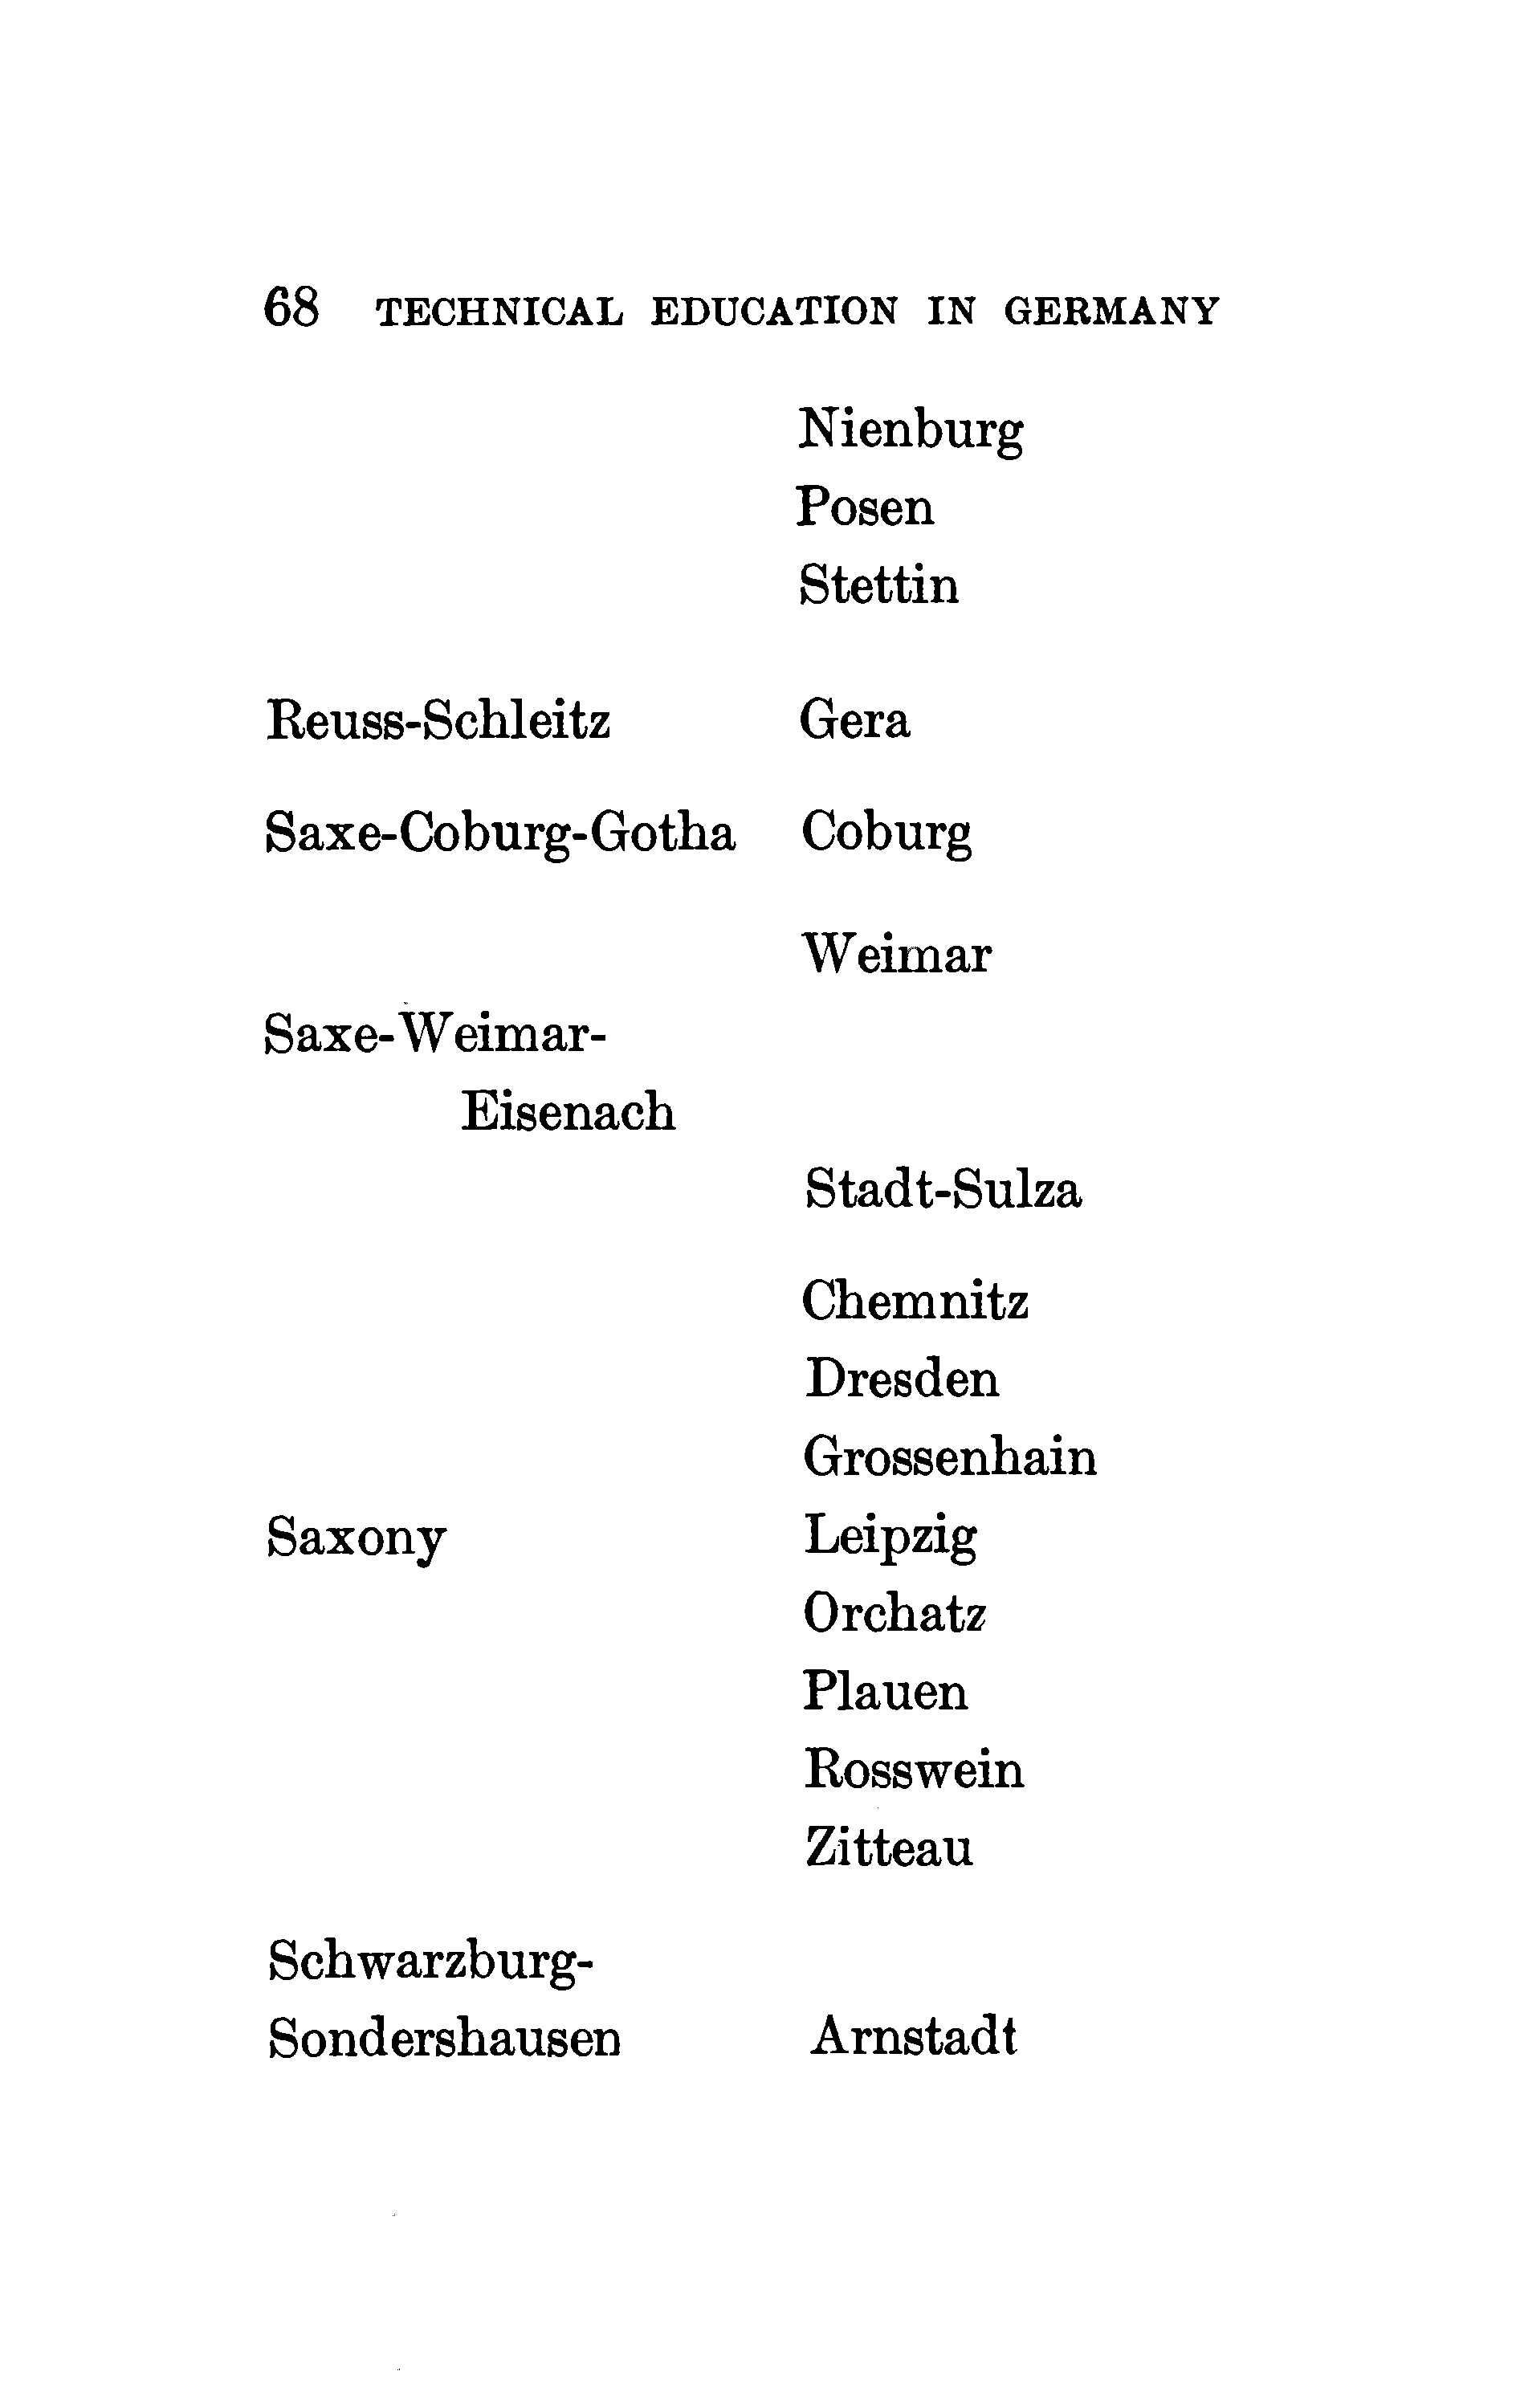 68 TECHNICAL EDUCATION IN GERMANY
Nienburg
Posen
Stettin
Reuss-Schleitz Gera
Saxe-Coburg-Gotha Coburg
Weimar
Saxe-Weimar-
Eisenach
Stadt-Sulza
Chemnitz
Dresden
Grossenhain
Saxony Leipzig
Orchatz
Plauen
Rosswein
Zitteau
Schwarzburg-
Sondershausen Arnstadt